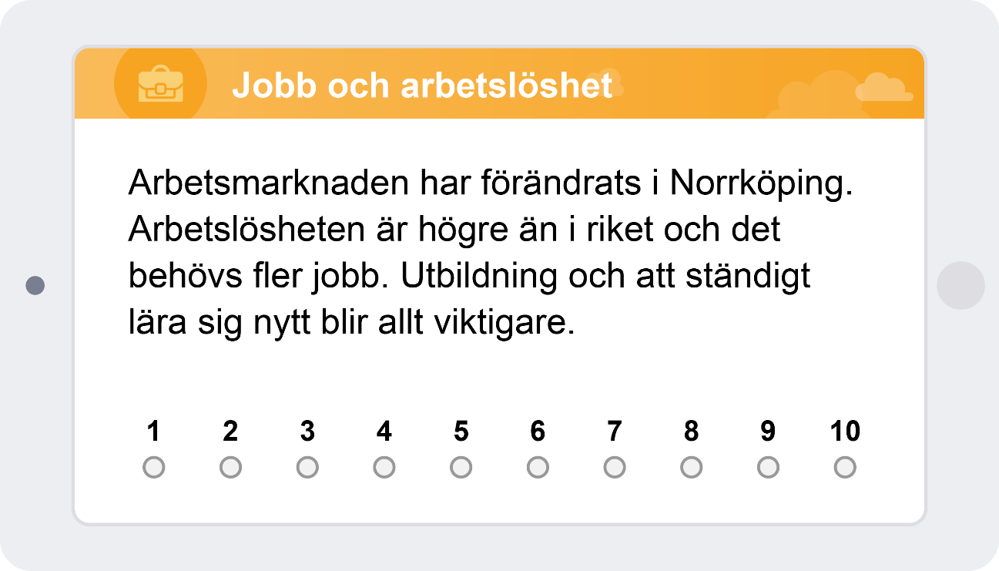 Jobb och arbetslöshet
Arbetsmarknaden har förändrats i Norrköping.
Arbetslösheten är högre än i riket och det
behövs fler jobb. Utbildning och att ständigt
lära sig nytt blir allt viktigare.
1 2 3 4 5 6 7 8 9 10